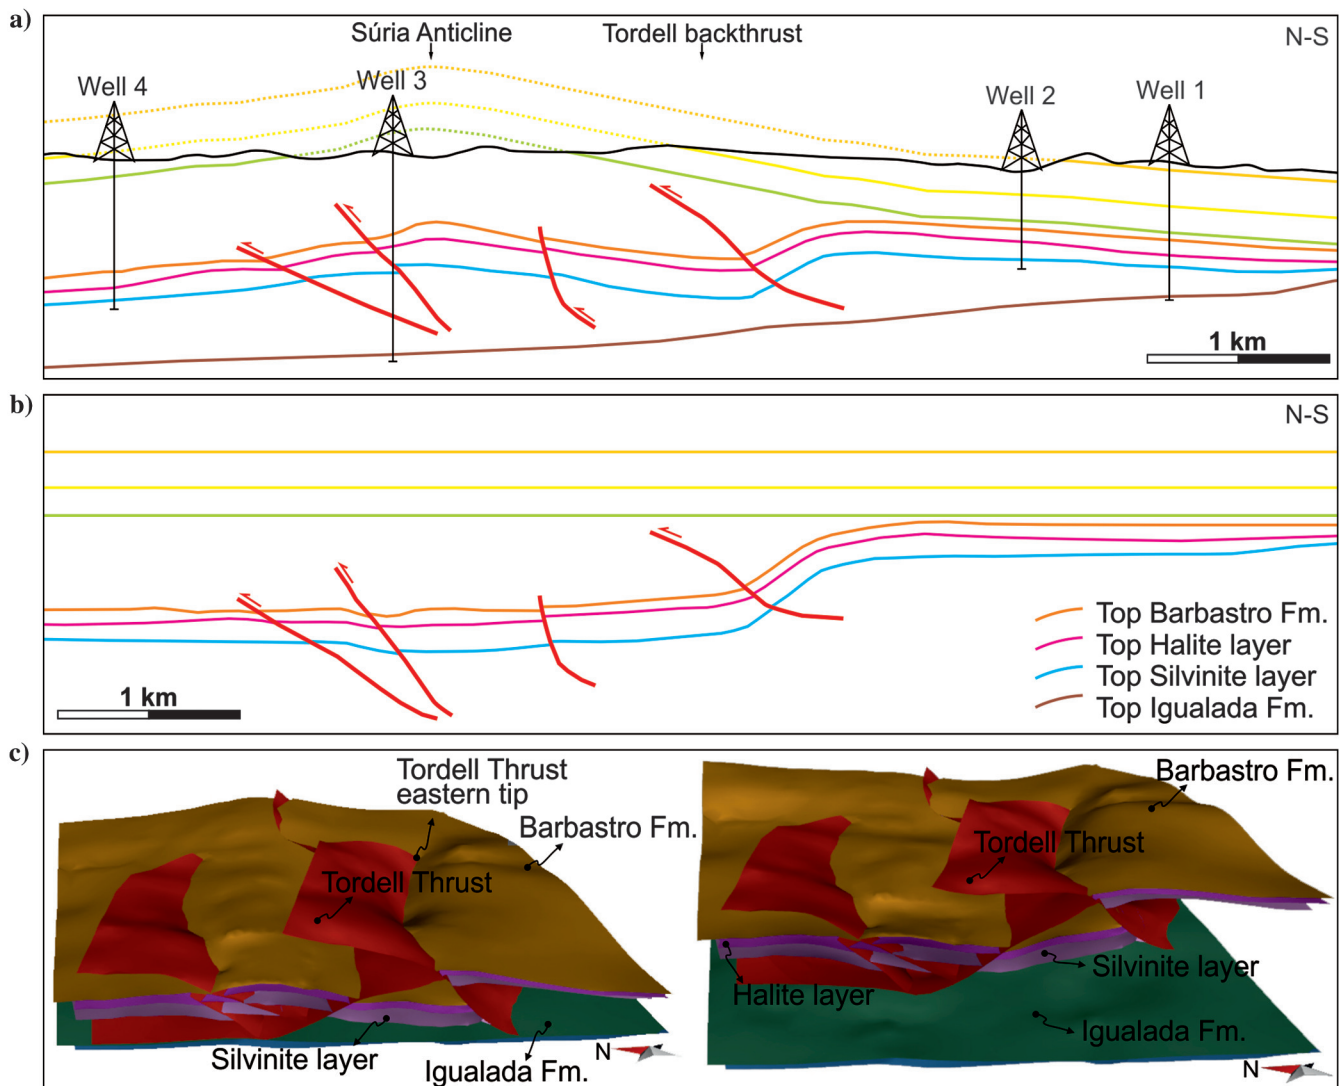 a)
Súria Anticline
Tordell backthrust
N-S
Well 4
Well 3
Well 2
Well 1
1 km
b)
N-S
1 km
Top Barbastro Fm.
Top Halite layer
Top Silvinite layer
Top Igualada Fm.
c)
Tordell Thrust
eastern tip
Barbastro Fm.
Tordell Thrust
Silvinite layer
Igualada Fm.
N
Barbastro Fm.
Tordell Thrust
Halite layer
Silvinite layer
Igualada Fm.
N